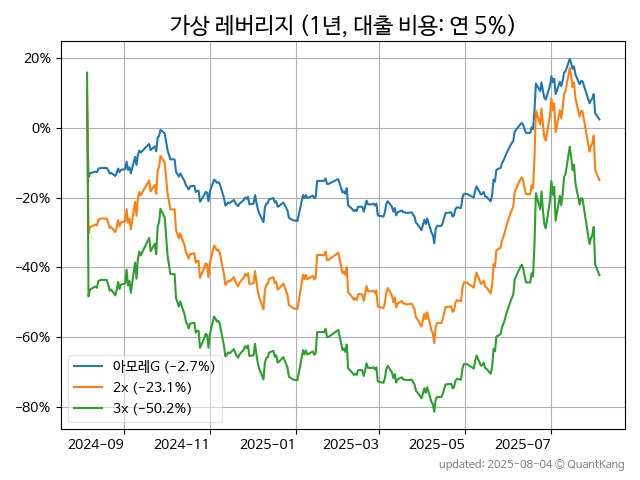 가상 레버리지 (1년, 대출 비용: 연 5%)
20%
0%
−20%
−40%
−60%
−80%
아모레G (−2.7%)
2x (−23.1%)
3x (−50.2%)
2024-09
2024-11
2025-01
2025-03
2025-05
2025-07
updated: 2025-08-04 © QuantKang